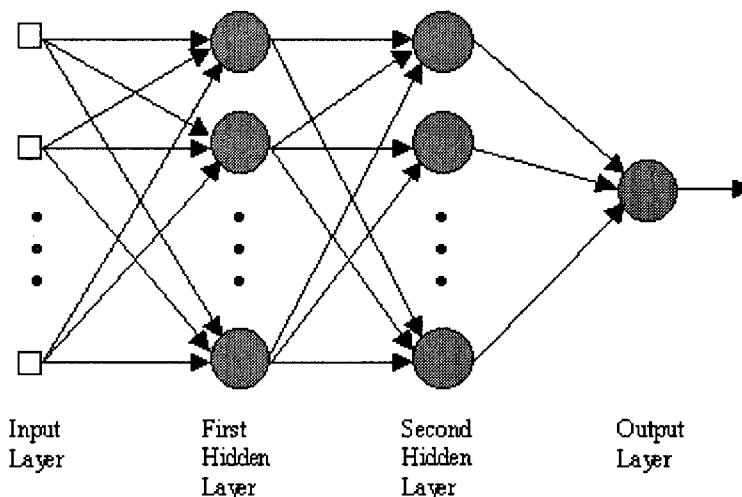 Input
Layer
First
Hidden
Layer
Second
Hidden
Layer
Output
Layer